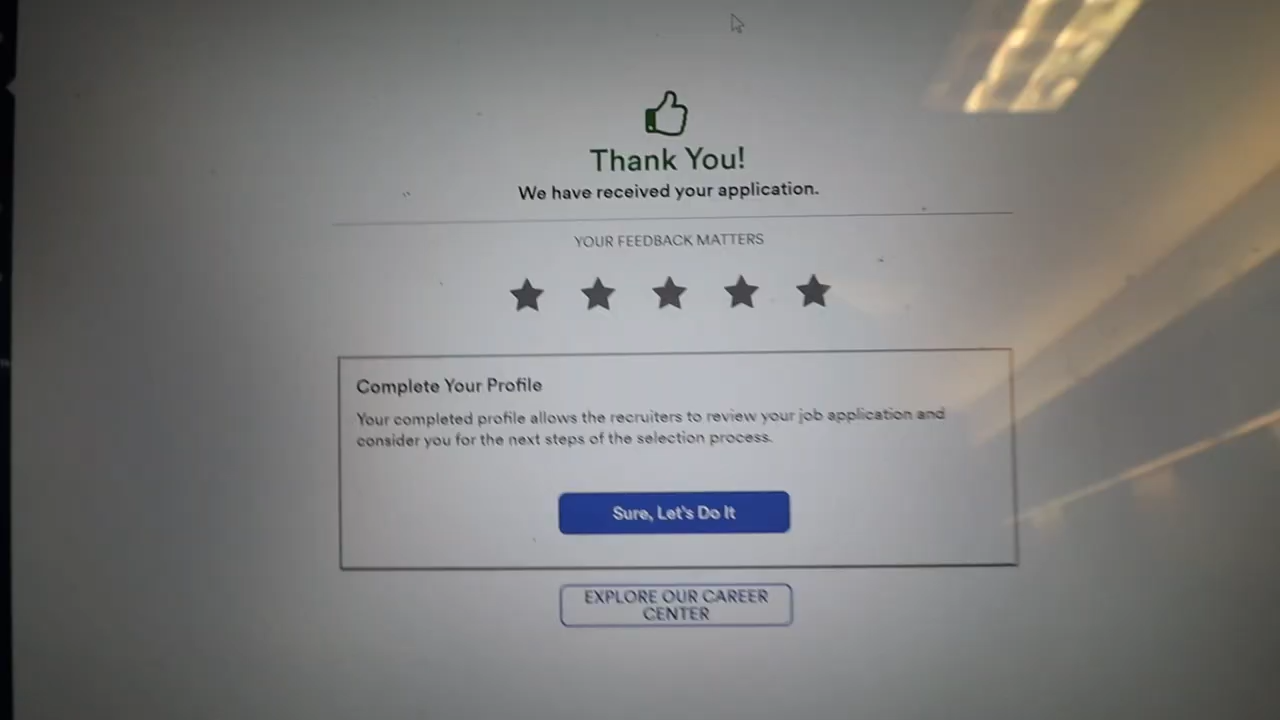 Thank You!
We have received your application.
YOUR FEEDBACK MATTERS
Complete Your Profile
Your completed profile allows the recruiters to review your job application and
consider you for the next steps of the selection process.
Sure, Let's Do It
EXPLORE OUR CAREER
CENTER